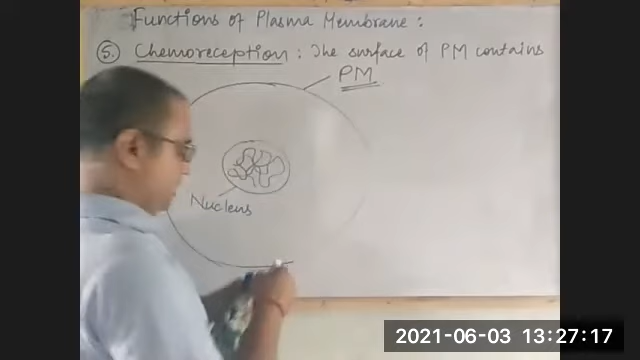 Functions of Plasma Membrane :
5. Chemoreception : The surface of PM contains
PM
Nucleus
2021-06-03 13:27:17